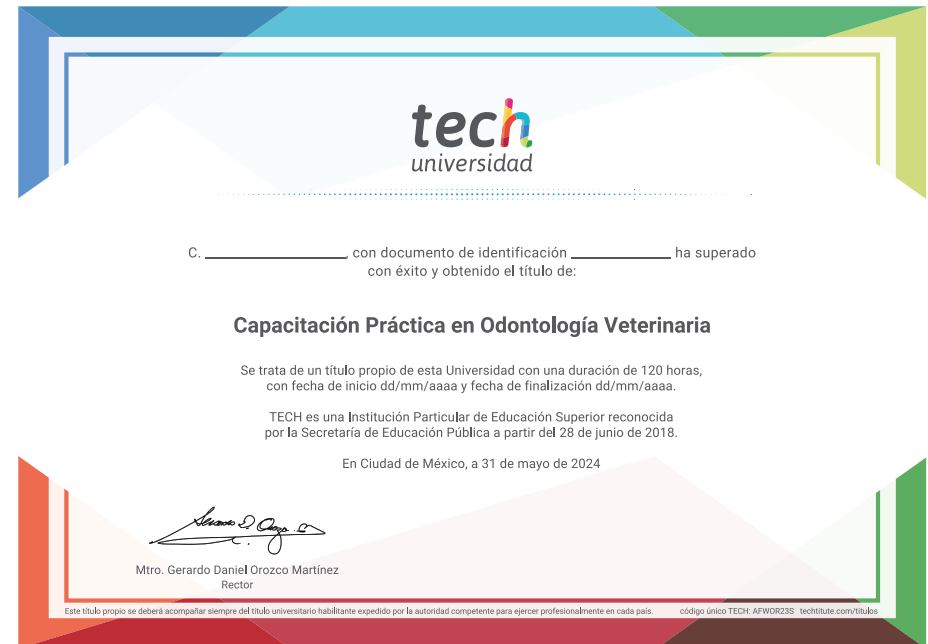 tech
universidad
C. ____________________, con documento de identificación ______________ ha superado
con éxito y obtenido el título de:
Capacitación Práctica en Odontología Veterinaria
Se trata de un título propio de esta Universidad con una duración de 120 horas,
con fecha de inicio dd/mm/aaaa y fecha de finalización dd/mm/aaaa.
TECH es una Institución Particular de Educación Superior reconocida
por la Secretaría de Educación Pública a partir del 28 de junio de 2018.
En Ciudad de México, a 31 de mayo de 2024
Mtro. Gerardo Daniel Orozco Martínez
Rector
Este título propio se deberá acompañar siempre del título universitario habilitante expedido por la autoridad competente para ejercer profesionalmente en cada país. código único TECH: AFWOR23S techtitute.com/títulos